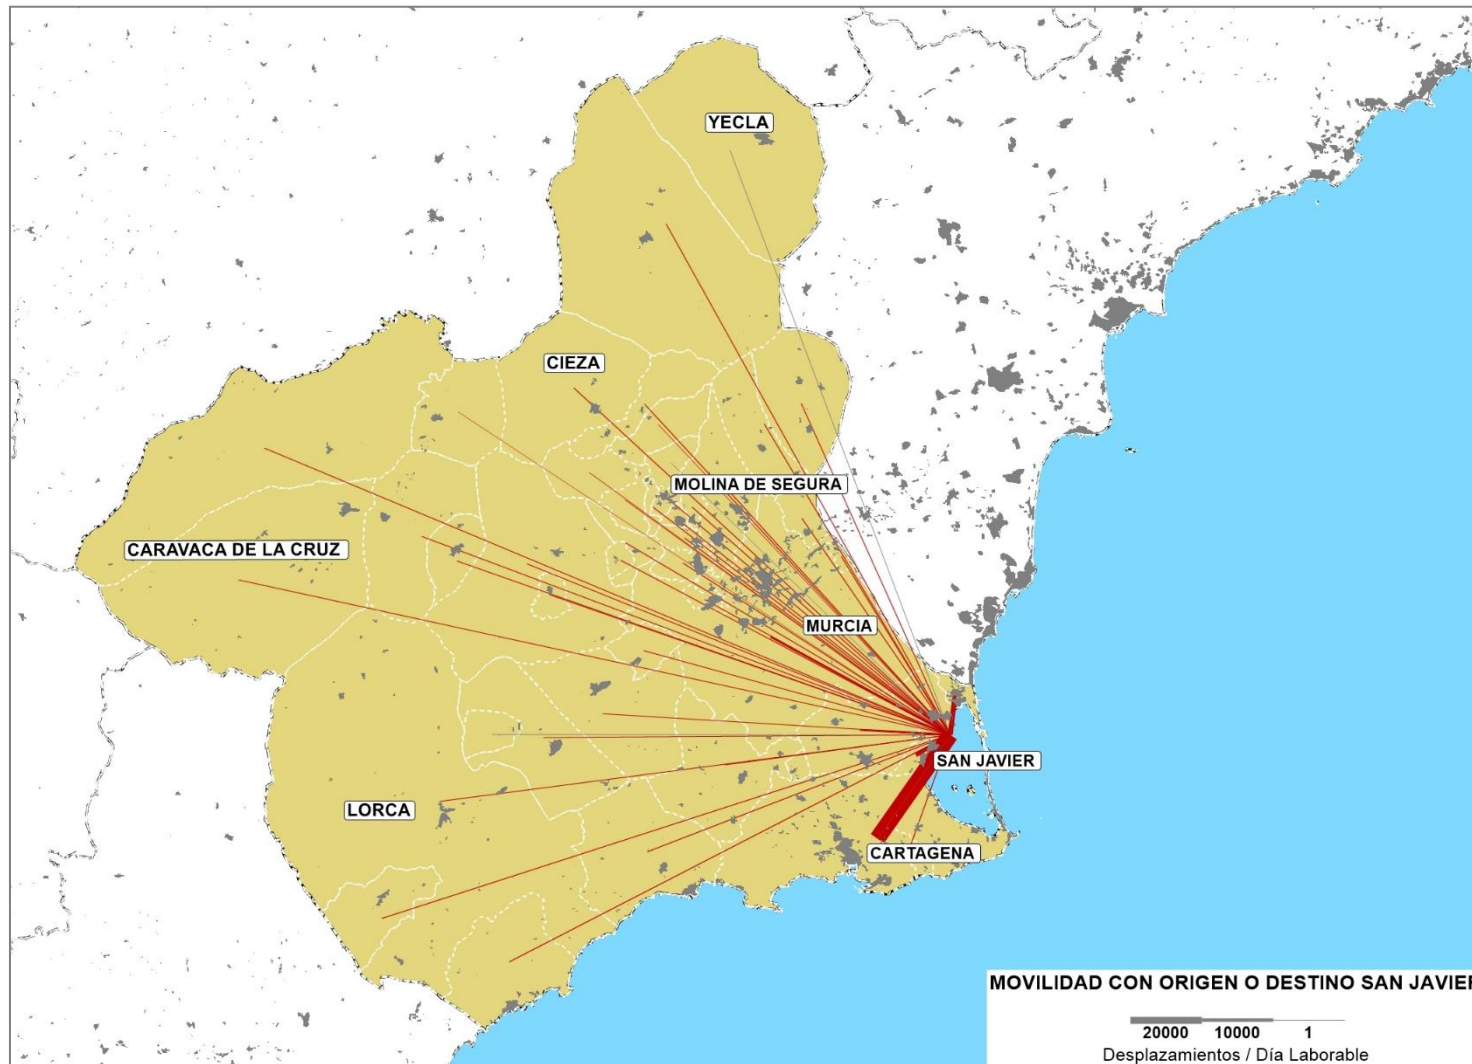 YECLA
CIEZA
MOLINA DE SEGURA
CARAVACA DE LA CRUZ
MURCIA
SAN JAVIER
LORCA
CARTAGENA
MOVILIDAD CON ORIGEN O DESTINO SAN JAVIER
20000 10000 1
Desplazamientos / Día Laborable